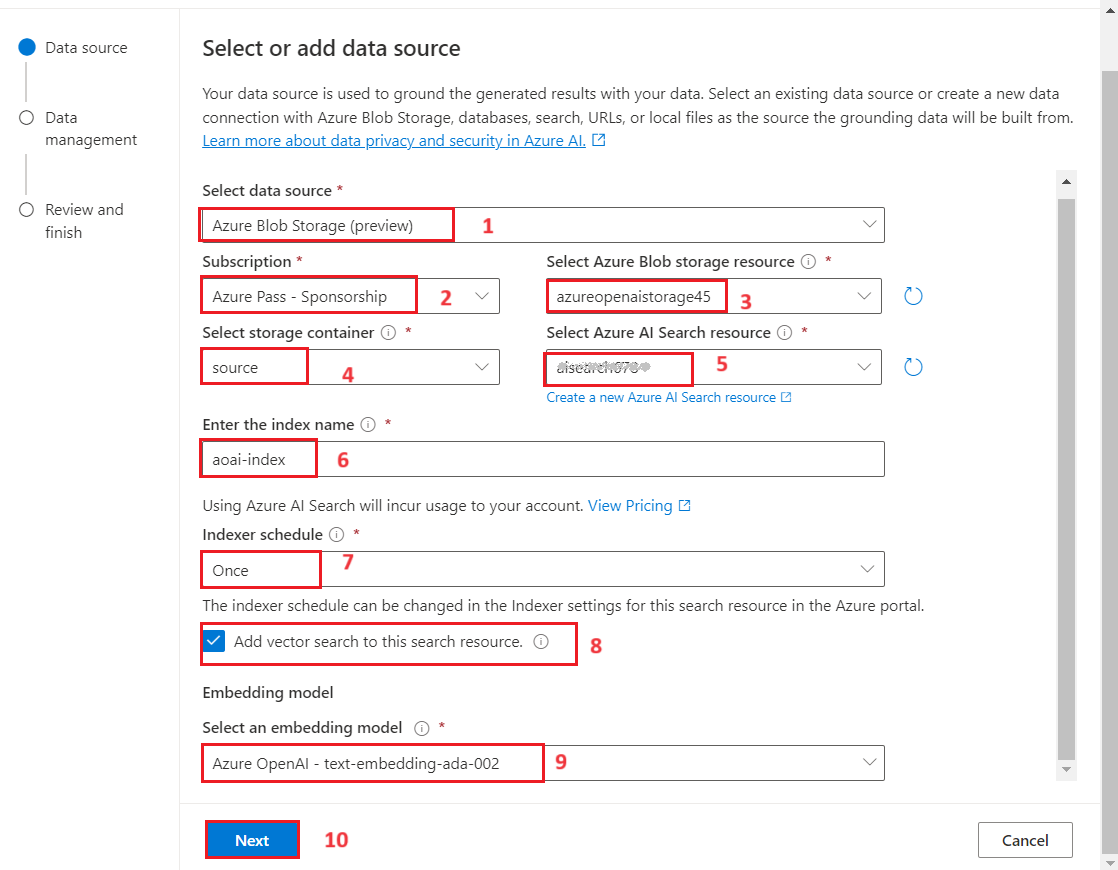 Data source
Data
management
Review and
finish
Select or add data source
Your data source is used to ground the generated results with your data. Select an existing data source or create a new data
connection with Azure Blob Storage, databases, search, URLs, or local files as the source the grounding data will be built from.
Learn more about data privacy and security in Azure AI.
Select data source *
Azure Blob Storage (preview) 1
Subscription * Select Azure Blob storage resource *
Azure Pass - Sponsorship 2 azureopenaistorage45 3
Select storage container * Select Azure AI Search resource *
source 4 5
Create a new Azure AI Search resource
Enter the index name *
aoai-index 6
Using Azure AI Search will incur usage to your account. View Pricing
Indexer schedule *
Once 7
The indexer schedule can be changed in the Indexer settings for this search resource in the Azure portal.
Add vector search to this search resource. 8
Embedding model
Select an embedding model *
Azure OpenAI - text-embedding-ada-002 9
Next 10 Cancel